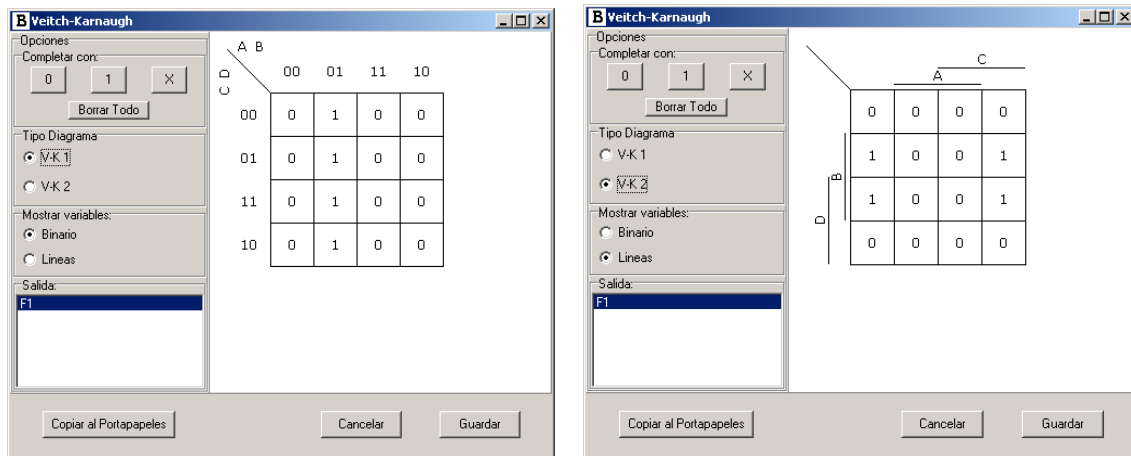 B Veitch-Karnaugh
Opciones
Completar con:
0 1 X
Borrar Todo
Tipo Diagrama
V-K 1
V-K 2
Mostrar variables:
Binario
Lineas
Salida:
F1
A B
C D
00 01 11 10
00 0 1 0 0
01 0 1 0 0
11 0 1 0 0
10 0 1 0 0
Copiar al Portapapeles Cancelar Guardar
B Veitch-Karnaugh
Opciones
Completar con:
0 1 X
Borrar Todo
Tipo Diagrama
V-K 1
V-K 2
Mostrar variables:
Binario
Lineas
Salida:
F1
C
A
B
D
0 0 0 0
1 0 0 1
1 0 0 1
0 0 0 0
Copiar al Portapapeles Cancelar Guardar